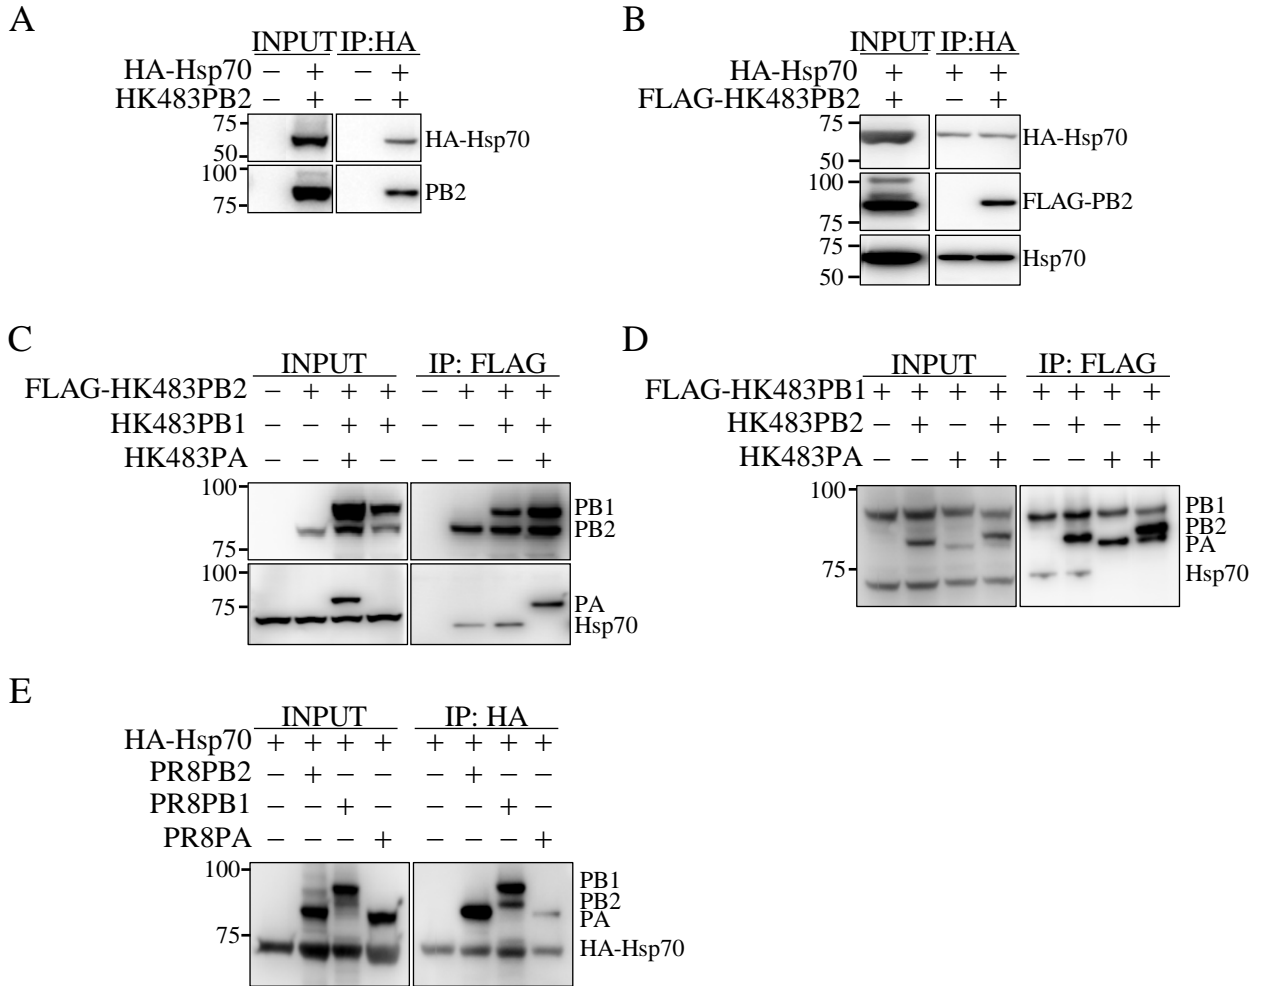 A
INPUT IP:HA
HA-Hsp70 − + − +
HK483PB2 − + − +
75
50
HA-Hsp70
100
75
PB2
B
INPUT IP:HA
HA-Hsp70 + + +
FLAG-HK483PB2 + − +
75
50
HA-Hsp70
100
75
FLAG-PB2
75
50
Hsp70
C
INPUT IP: FLAG
FLAG-HK483PB2 − + + + − + + +
HK483PB1 − − + + − − + +
HK483PA − − + − − − − +
100
75
PB1
PB2
100
75
PA
Hsp70
D
INPUT IP: FLAG
FLAG-HK483PB1 + + + + + + + +
HK483PB2 − + − + − + − +
HK483PA − − + + − − + +
100
75
PB1
PB2
PA
Hsp70
E
INPUT IP: HA
HA-Hsp70 + + + + + + + +
PR8PB2 − + − − − + − −
PR8PB1 − − + − − − + −
PR8PA − − − + − − − +
100
75
PB1
PB2
PA
HA-Hsp70